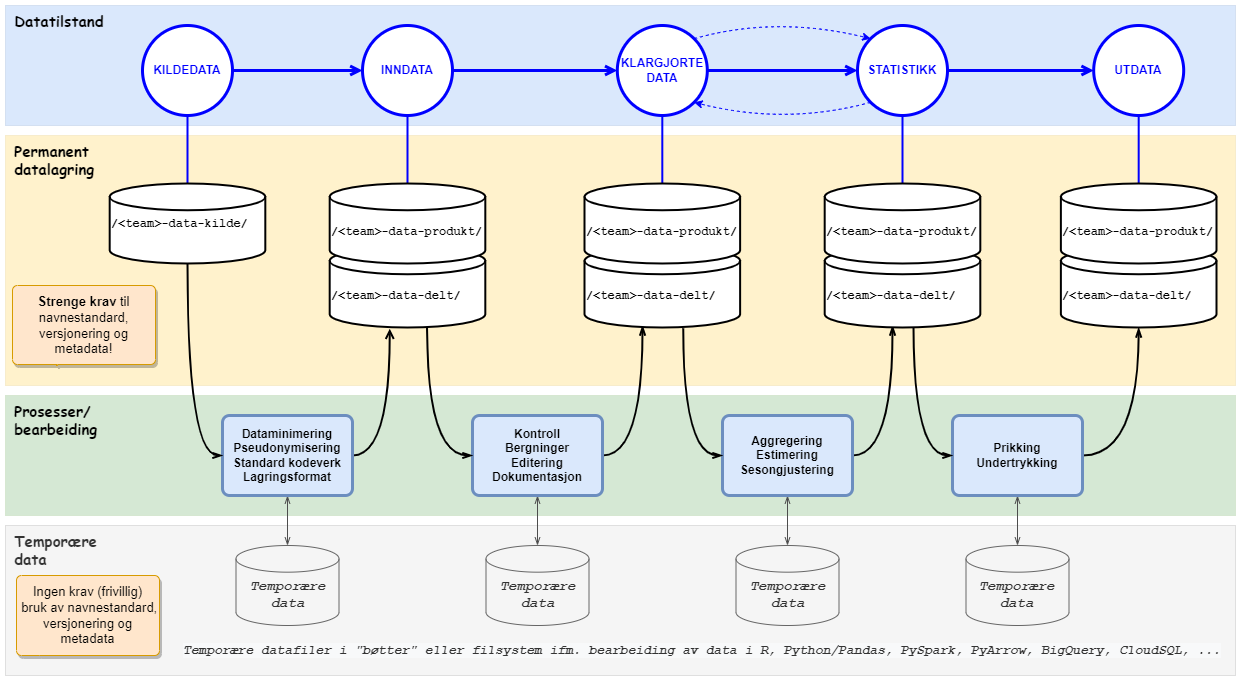 Datatilstand
KILDEDATA
INNDATA
KLARGJORTE
DATA
STATISTIKK
UTDATA
Permanent
datalagring
/<team>-data-kilde/
/<team>-data-produkt/
/<team>-data-delt/
/<team>-data-produkt/
/<team>-data-delt/
/<team>-data-produkt/
/<team>-data-delt/
/<team>-data-produkt/
/<team>-data-delt/
Strenge krav til
navnestandard,
versjonering og
metadata!
Prosesser/
bearbeiding
Dataminimering
Pseudonymisering
Standard kodeverk
Lagringsformat
Kontroll
Bergninger
Editering
Dokumentasjon
Aggregering
Estimering
Sesongjustering
Prikking
Undertrykking
Temporære
data
Ingen krav (frivillig)
bruk av navnestandard,
versjonering og
metadata
Temporære
data
Temporære
data
Temporære
data
Temporære
data
Temporære datafiler i "bøtter" eller filsystem ifm. bearbeiding av data i R, Python/Pandas, PySpark, PyArrow, BigQuery, CloudSQL, ...